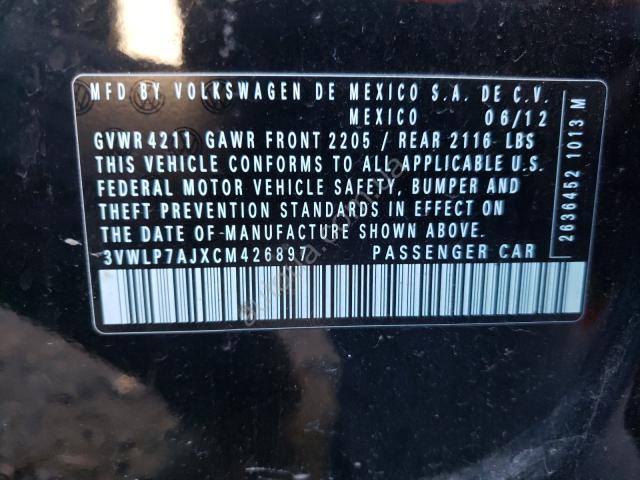 MFD BY VOLKSWAGEN DE MEXICO S.A. DE C.V.
MEXICO 06/12
GVWR 4211 GAWR FRONT 2205 / REAR 2116 LBS
THIS VEHICLE CONFORMS TO ALL APPLICABLE U.S.
FEDERAL MOTOR VEHICLE SAFETY, BUMPER AND
THEFT PREVENTION STANDARDS IN EFFECT ON
THE DATE OF MANUFACTURE SHOWN ABOVE.
3VWLP7AJXCM426897 PASSENGER CAR
2636452 1013 M